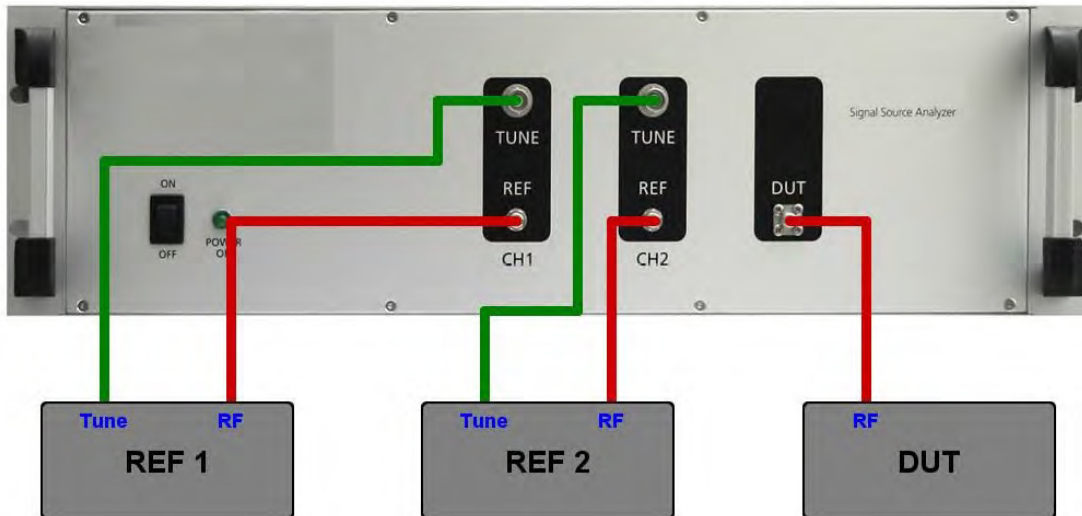 Signal Source Analyzer
TUNE
TUNE
ON
REF
REF
DUT
OFF
POWER
CH1
CH2
Tune
RF
Tune
RF
RF
REF 1
REF 2
DUT